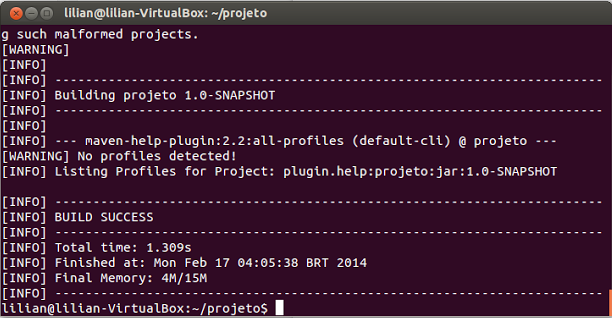 lilian@lilian-VirtualBox: ~/projeto
g such malformed projects.
[WARNING]
[INFO]
[INFO] ------------------------------------------------------------------------
[INFO] Building projeto 1.0-SNAPSHOT
[INFO] ------------------------------------------------------------------------
[INFO]
[INFO] --- maven-help-plugin:2.2:all-profiles (default-cli) @ projeto ---
[WARNING] No profiles detected!
[INFO] Listing Profiles for Project: plugin.help:projeto:jar:1.0-SNAPSHOT

[INFO] ------------------------------------------------------------------------
[INFO] BUILD SUCCESS
[INFO] ------------------------------------------------------------------------
[INFO] Total time: 1.309s
[INFO] Finished at: Mon Feb 17 04:05:38 BRT 2014
[INFO] Final Memory: 4M/15M
[INFO] ------------------------------------------------------------------------
lilian@lilian-VirtualBox:~/projeto$